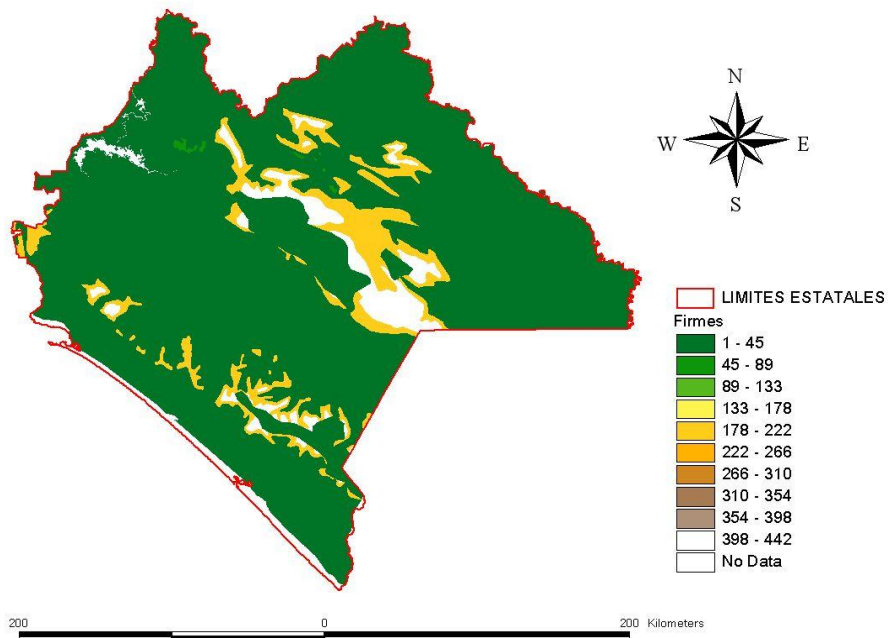 N
W E
S
LIMITES ESTATALES
Firmes
1 - 45
45 - 89
89 - 133
133 - 178
178 - 222
222 - 266
266 - 310
310 - 354
354 - 398
398 - 442
No Data
200 0 200 Kilometers